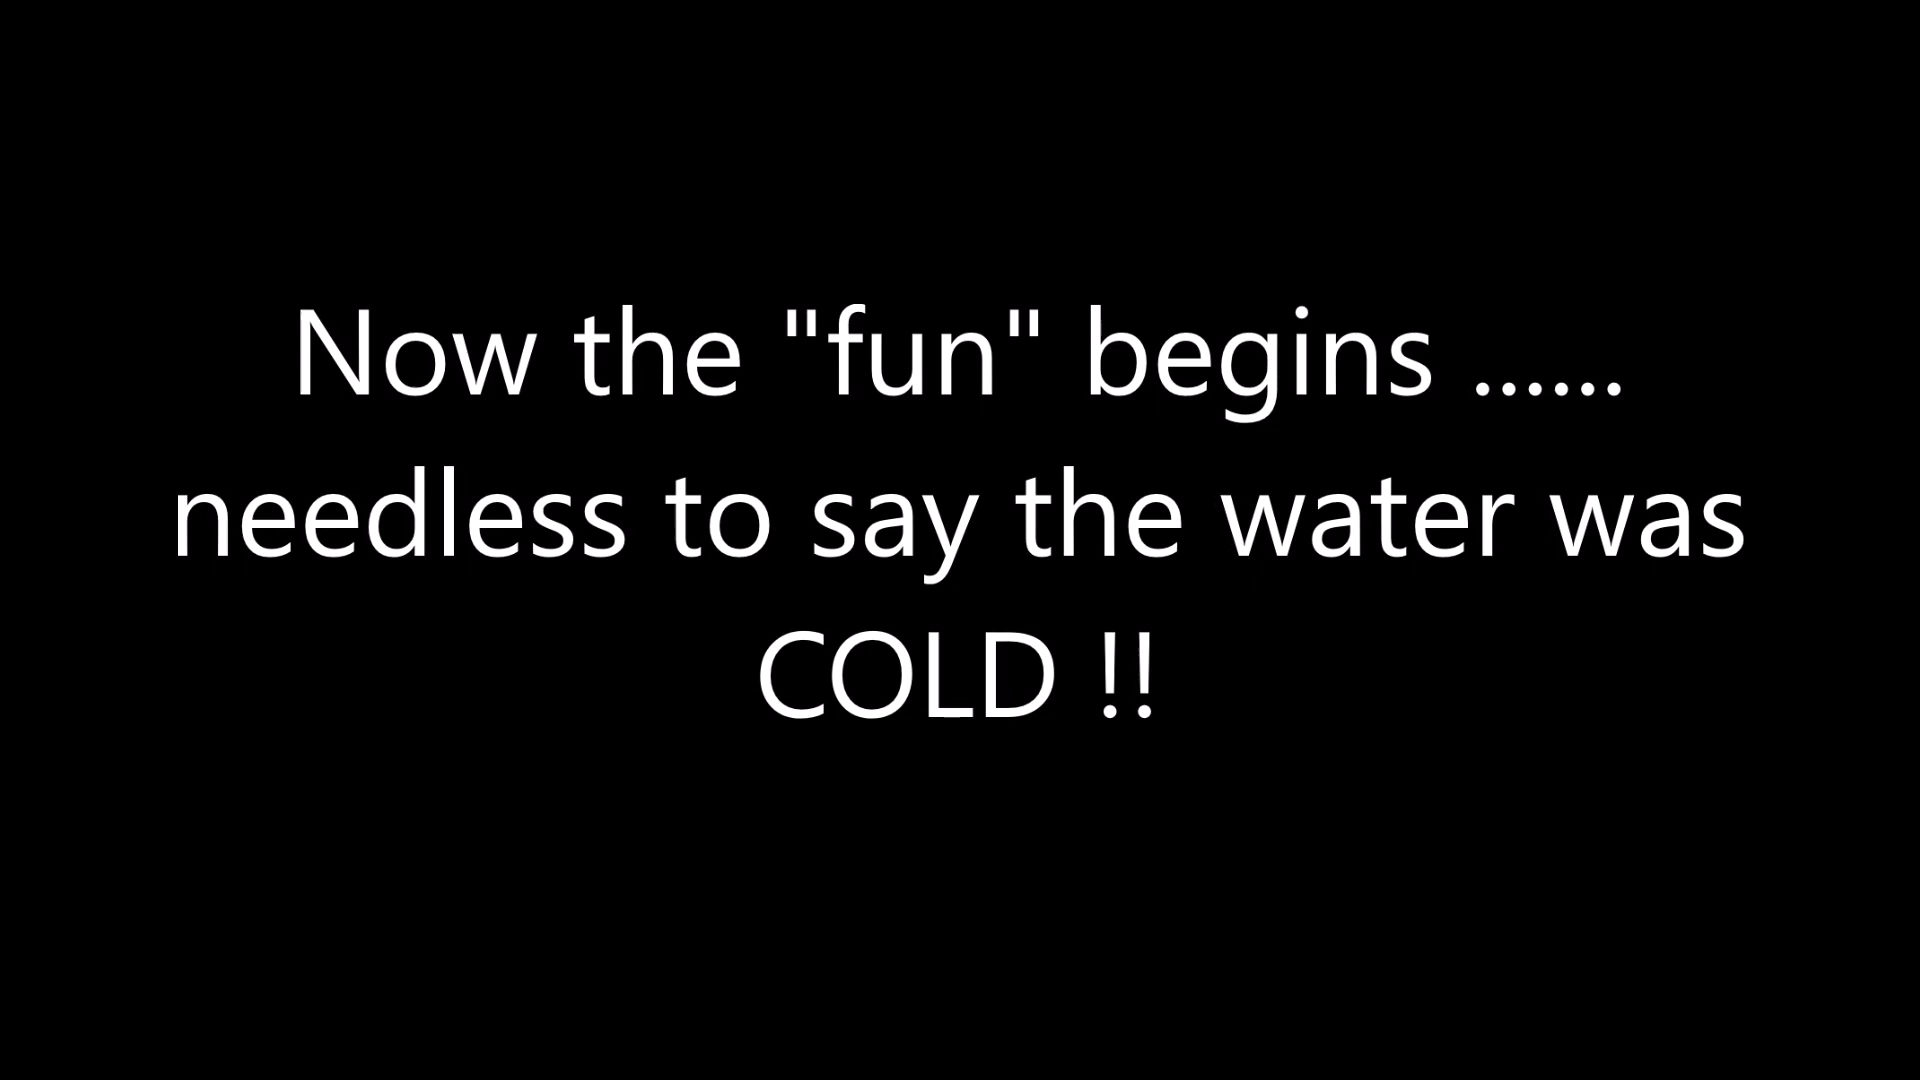 Now the "fun" begins ......
needless to say the water was
COLD !!